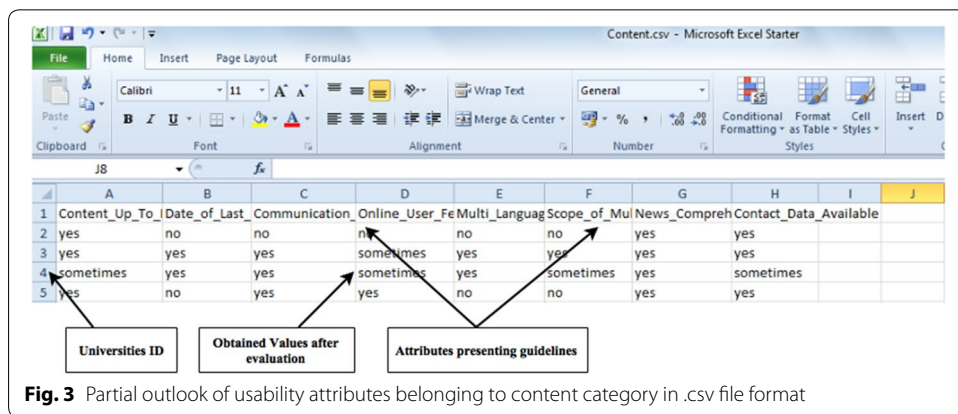 Content.csv - Microsoft Excel Starter
File Home Insert Page Layout Formulas
Paste
Calibri 11 A A
Wrap Text
General
B I U A
Merge & Center
% , .0 .00 .00 .0
Conditional Formatting
Format as Table
Cell Styles
Insert D
Clipboard Font Alignment Number Styles
J8 fx
A B C D E F G H I J
1 Content_Up_To_ Date_of_Last_ Communication_ Online_User_Fe Multi_Languag Scope_of_Mul News_Compreh Contact_Data_Available
2 yes no no no no no yes yes
3 yes yes yes sometimes yes yes yes yes
4 sometimes yes yes sometimes yes sometimes yes sometimes
5 yes no yes yes no no yes yes
Universities ID
Obtained Values after
evaluation
Attributes presenting guidelines
Fig. 3 Partial outlook of usability attributes belonging to content category in .csv file format